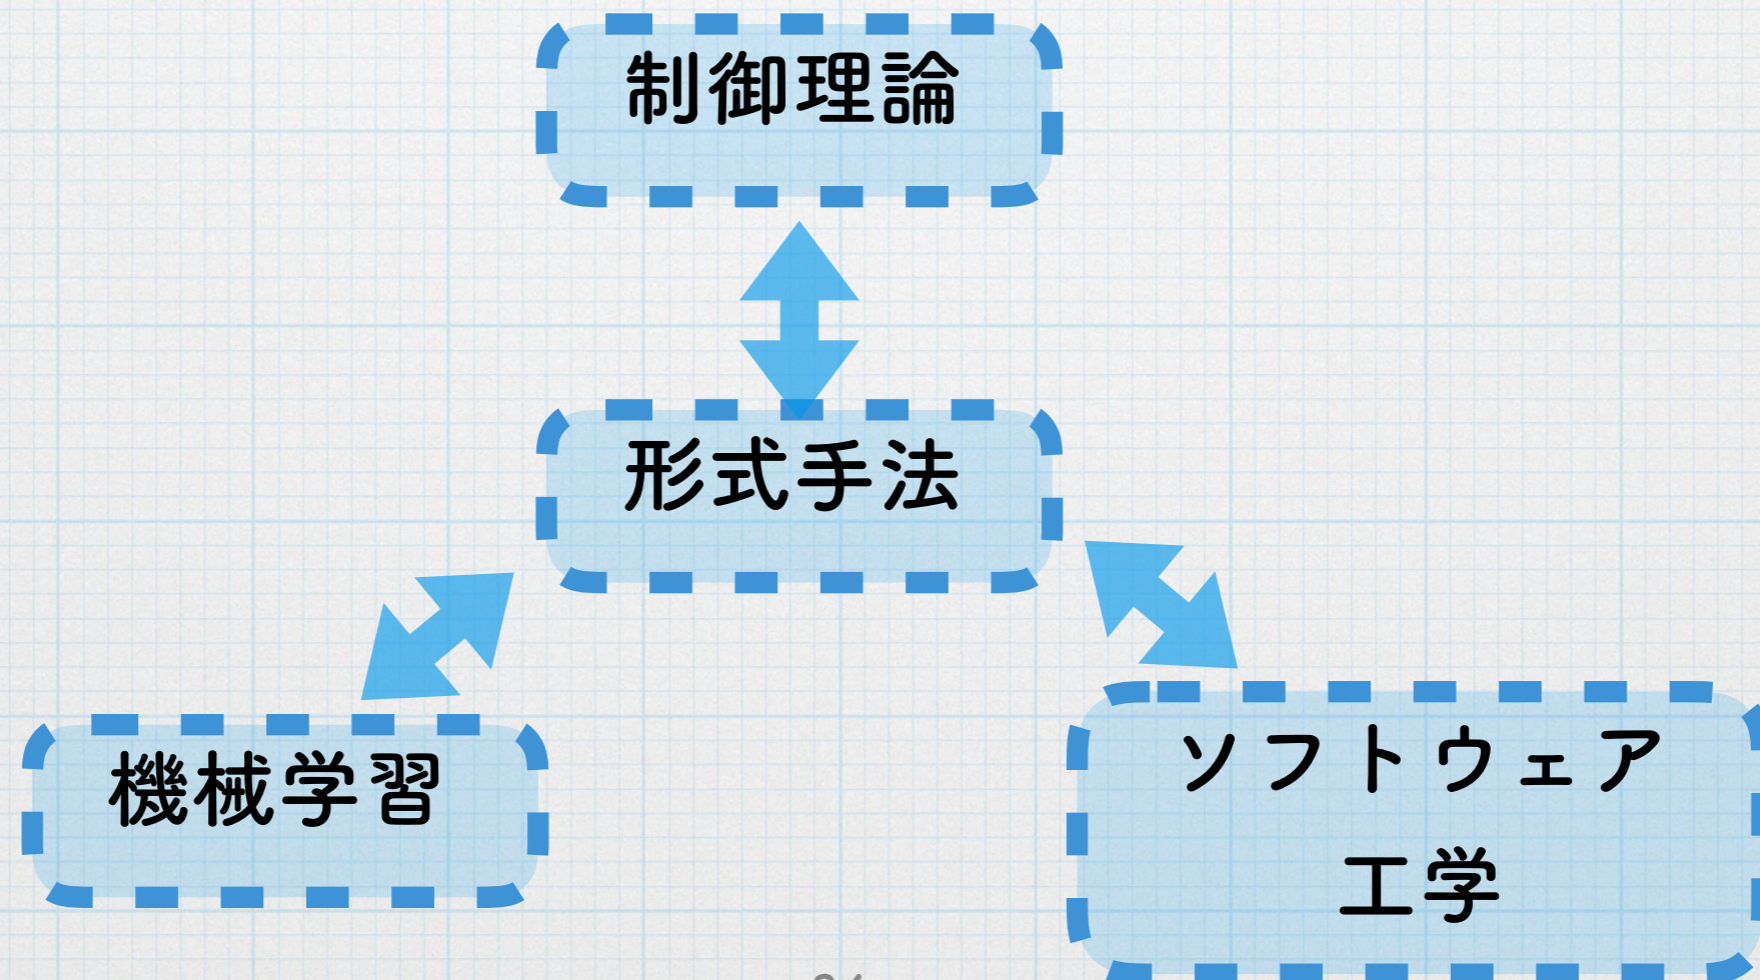 制御理論
形式手法
機械学習
ソフトウェア
工学